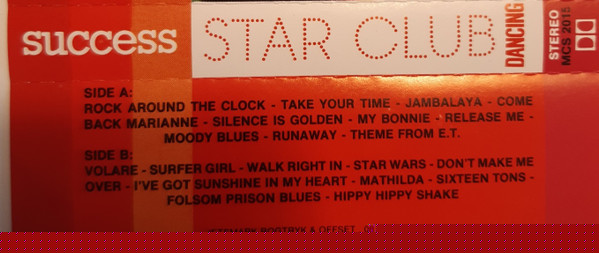 success STAR CLUB DANCING STEREO
MCS 2015
SIDE A:
ROCK AROUND THE CLOCK - TAKE YOUR TIME - JAMBALAYA - COME
BACK MARIANNE - SILENCE IS GOLDEN - MY BONNIE - RELEASE ME -
MOODY BLUES - RUNAWAY - THEME FROM E.T.
SIDE B:
VOLARE - SURFER GIRL - WALK RIGHT IN - STAR WARS - DON'T MAKE ME
OVER - I'VE GOT SUNSHINE IN MY HEART - MATHILDA - SIXTEEN TONS -
FOLSOM PRISON BLUES - HIPPY HIPPY SHAKE
BOGTRYK & OFFSET